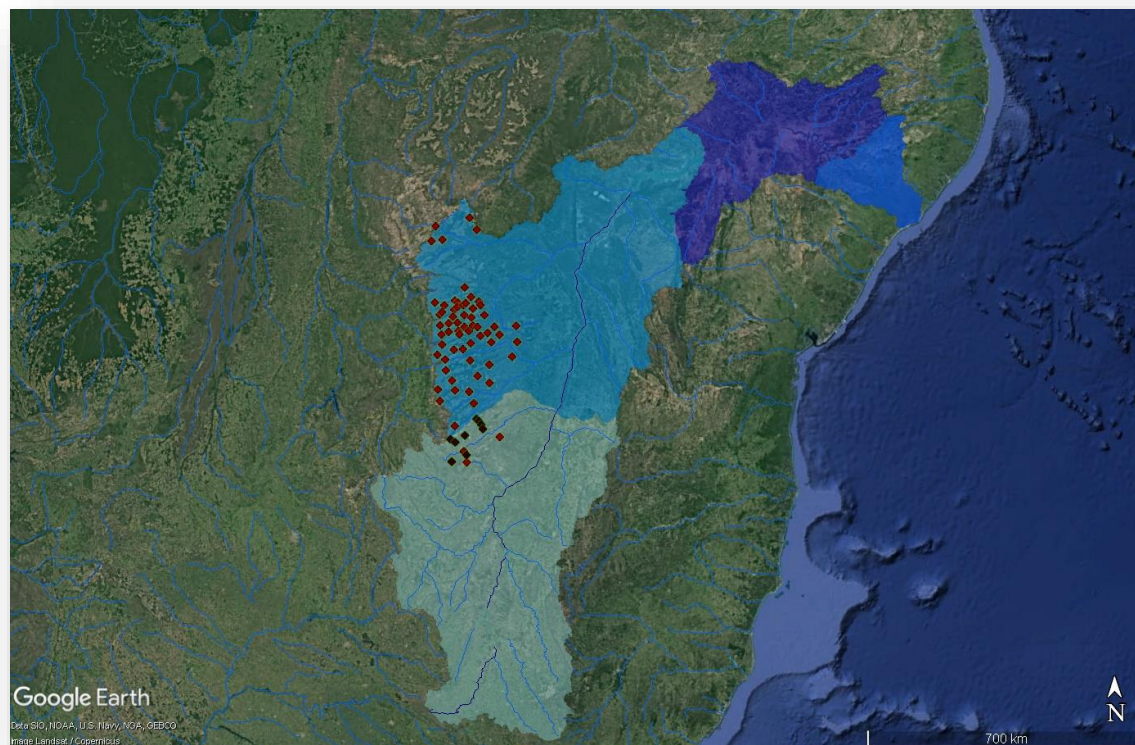 Google Earth
Data SIO, NOAA, U.S. Navy, NGA, GEBCO
Image Landsat / Copernicus
N
700 km